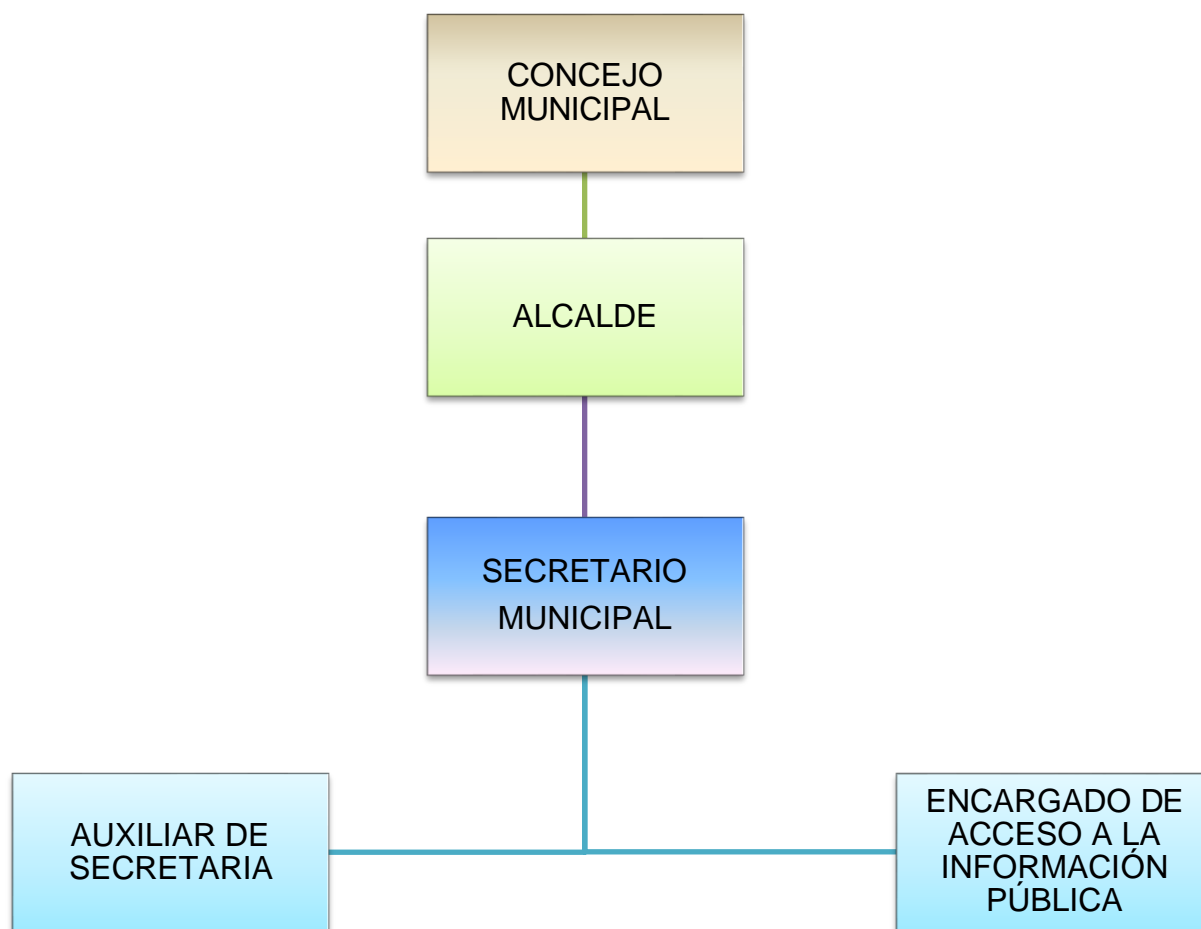 CONCEJO
MUNICIPAL
ALCALDE
SECRETARIO
MUNICIPAL
AUXILIAR DE
SECRETARIA
ENCARGADO DE
ACCESO A LA
INFORMACIÓN
PÚBLICA